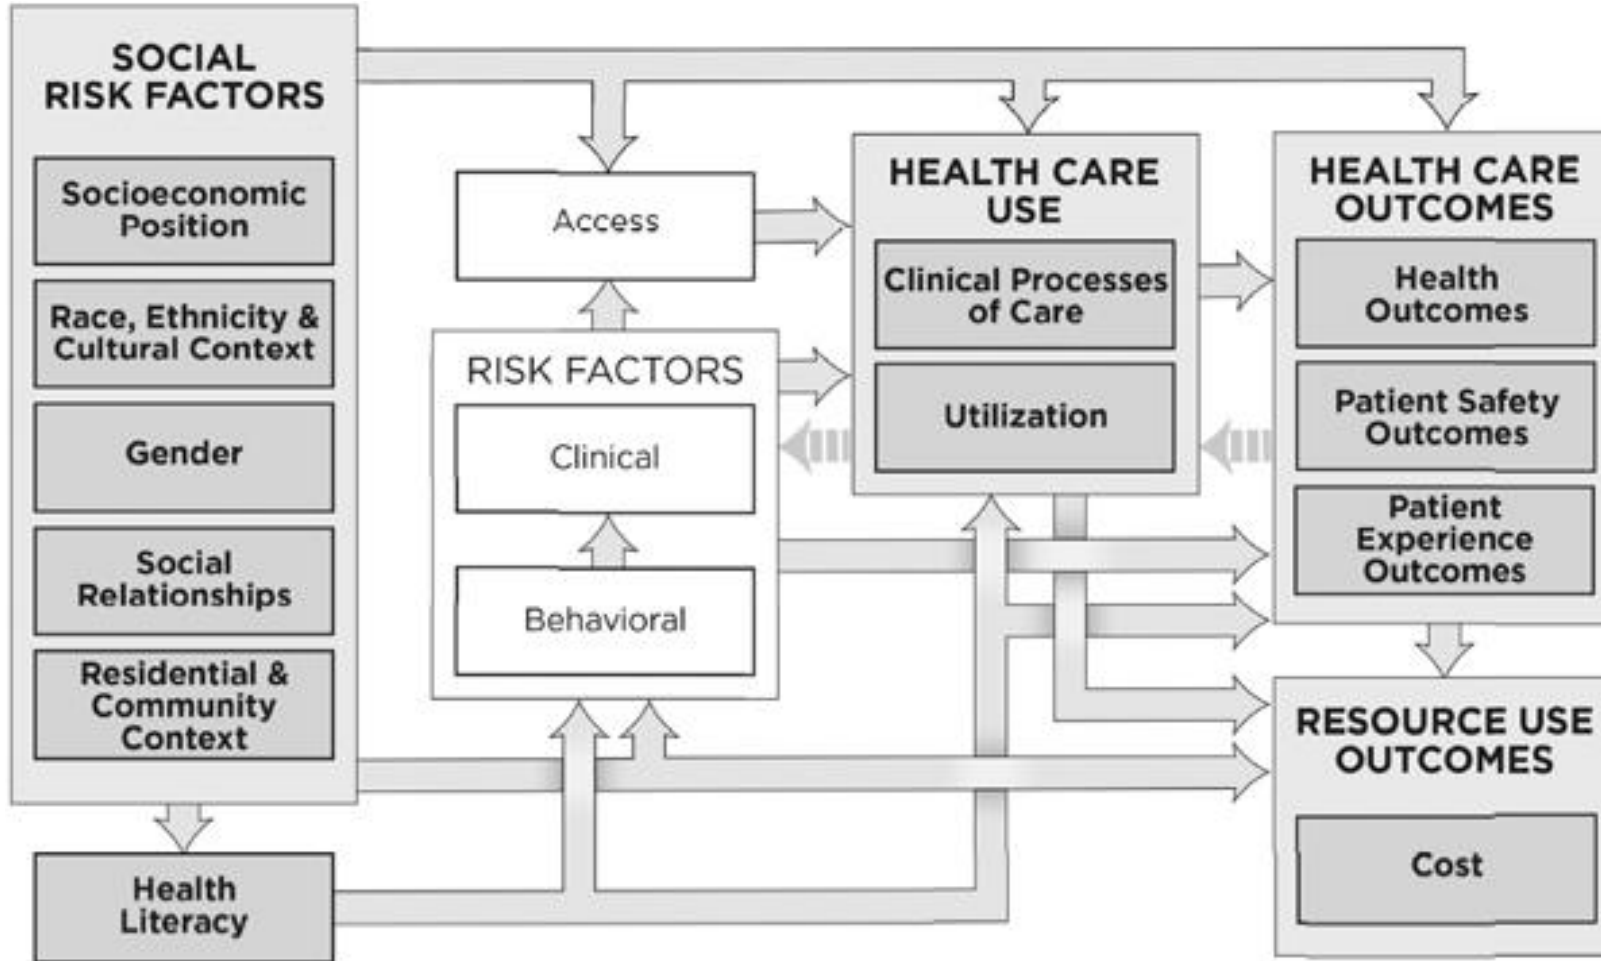 SOCIAL
RISK FACTORS
Socioeconomic
Position
Race, Ethnicity &
Cultural Context
Gender
Social
Relationships
Residential &
Community
Context
Health
Literacy
Access
RISK FACTORS
Clinical
Behavioral
HEALTH CARE
USE
Clinical Processes
of Care
Utilization
HEALTH CARE
OUTCOMES
Health
Outcomes
Patient Safety
Outcomes
Patient
Experience
Outcomes
RESOURCE USE
OUTCOMES
Cost